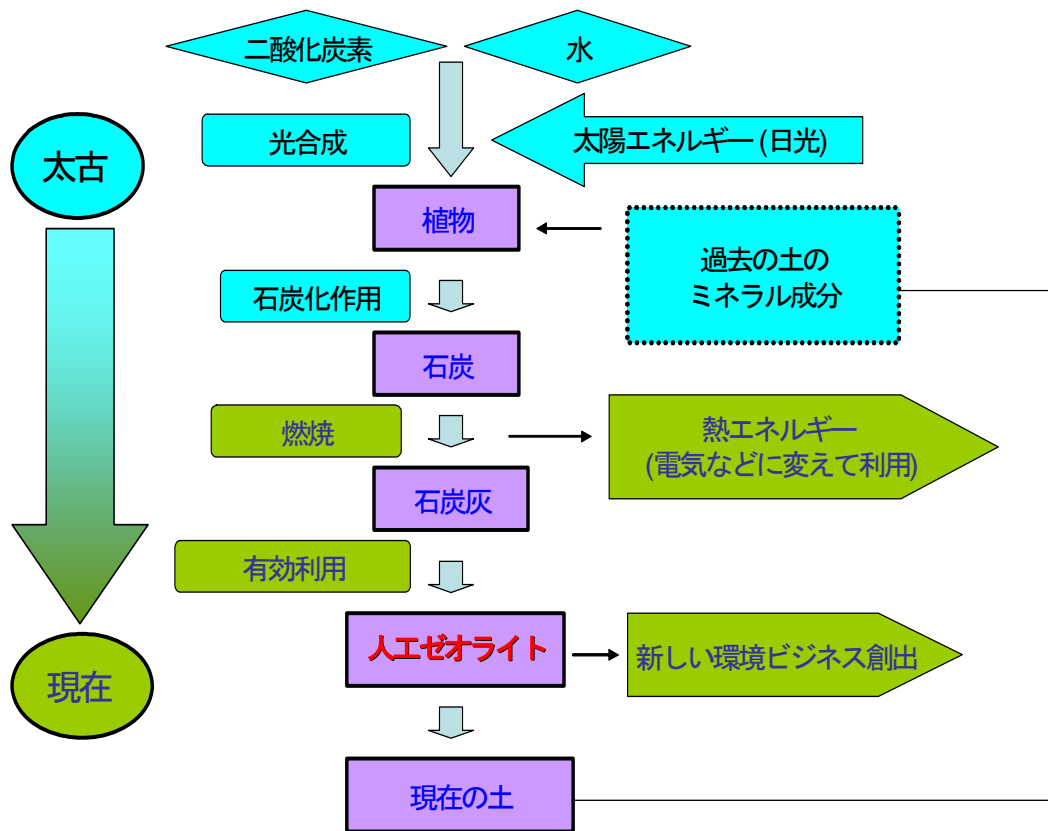 二酸化炭素
水
光合成
太陽エネルギー (日光)
太古
植物
過去の土の
ミネラル成分
石炭化作用
石炭
燃焼
熱エネルギー
(電気などに変えて利用)
石炭灰
有効利用
人工ゼオライト
新しい環境ビジネス創出
現在
現在の土